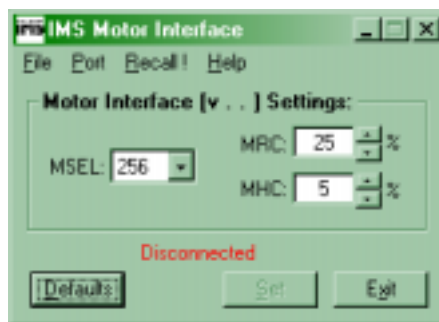 IMS IMS Motor Interface
File Port Recall! Help
Motor Interface [v . . ] Settings:
MSEL: 256
MRC: 25 %
MHC: 5 %
Disconnected
Defaults Set Exit